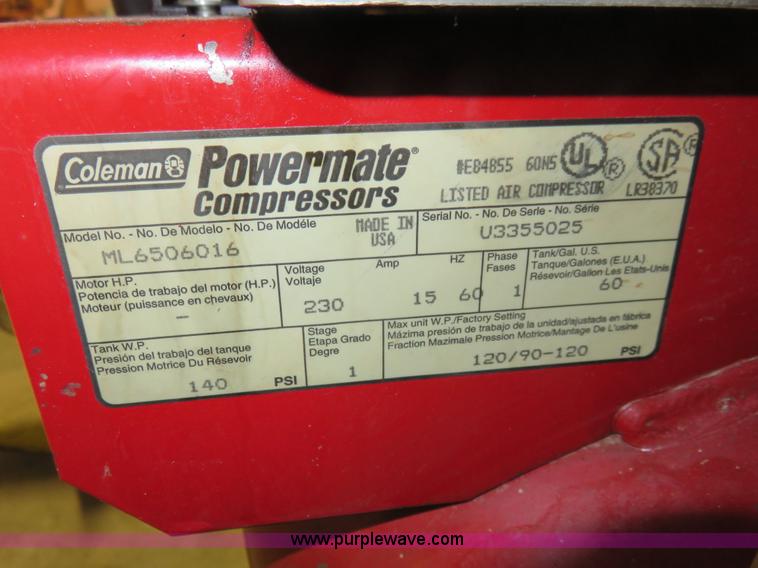 Coleman Powermate® Compressors
#E84855 60N5 UL ® SA ®
LISTED AIR COMPRESSOR LR38370
Model No. - No. De Modelo - No. De Modéle
ML6506016
MADE IN USA
Serial No. - No. De Serie - No. Série
U3355025
Motor H.P.
Potencia de trabajo del motor (H.P.)
Moteur (puissance en chevaux)
-
Voltage
Voltaje
230
Amp
15
HZ
60
Phase
Fases
1
Tank/Gal. U.S.
Tanque/Galones (E.U.A.)
Résevoir/Gallon Les Etats-Unis
60
Tank W.P.
Presión del trabajo del tanque
Pression Motrice Du Résevoir
140 PSI
Stage
Etapa Grado
Degre
1
Max unit W.P./Factory Setting
Mázima presión de trabajo de la unidad/ajustada en fábrica
Fraction Mazimale Pression Motrice/Mantage De L'usine
120/90-120 PSI
www.purplewave.com